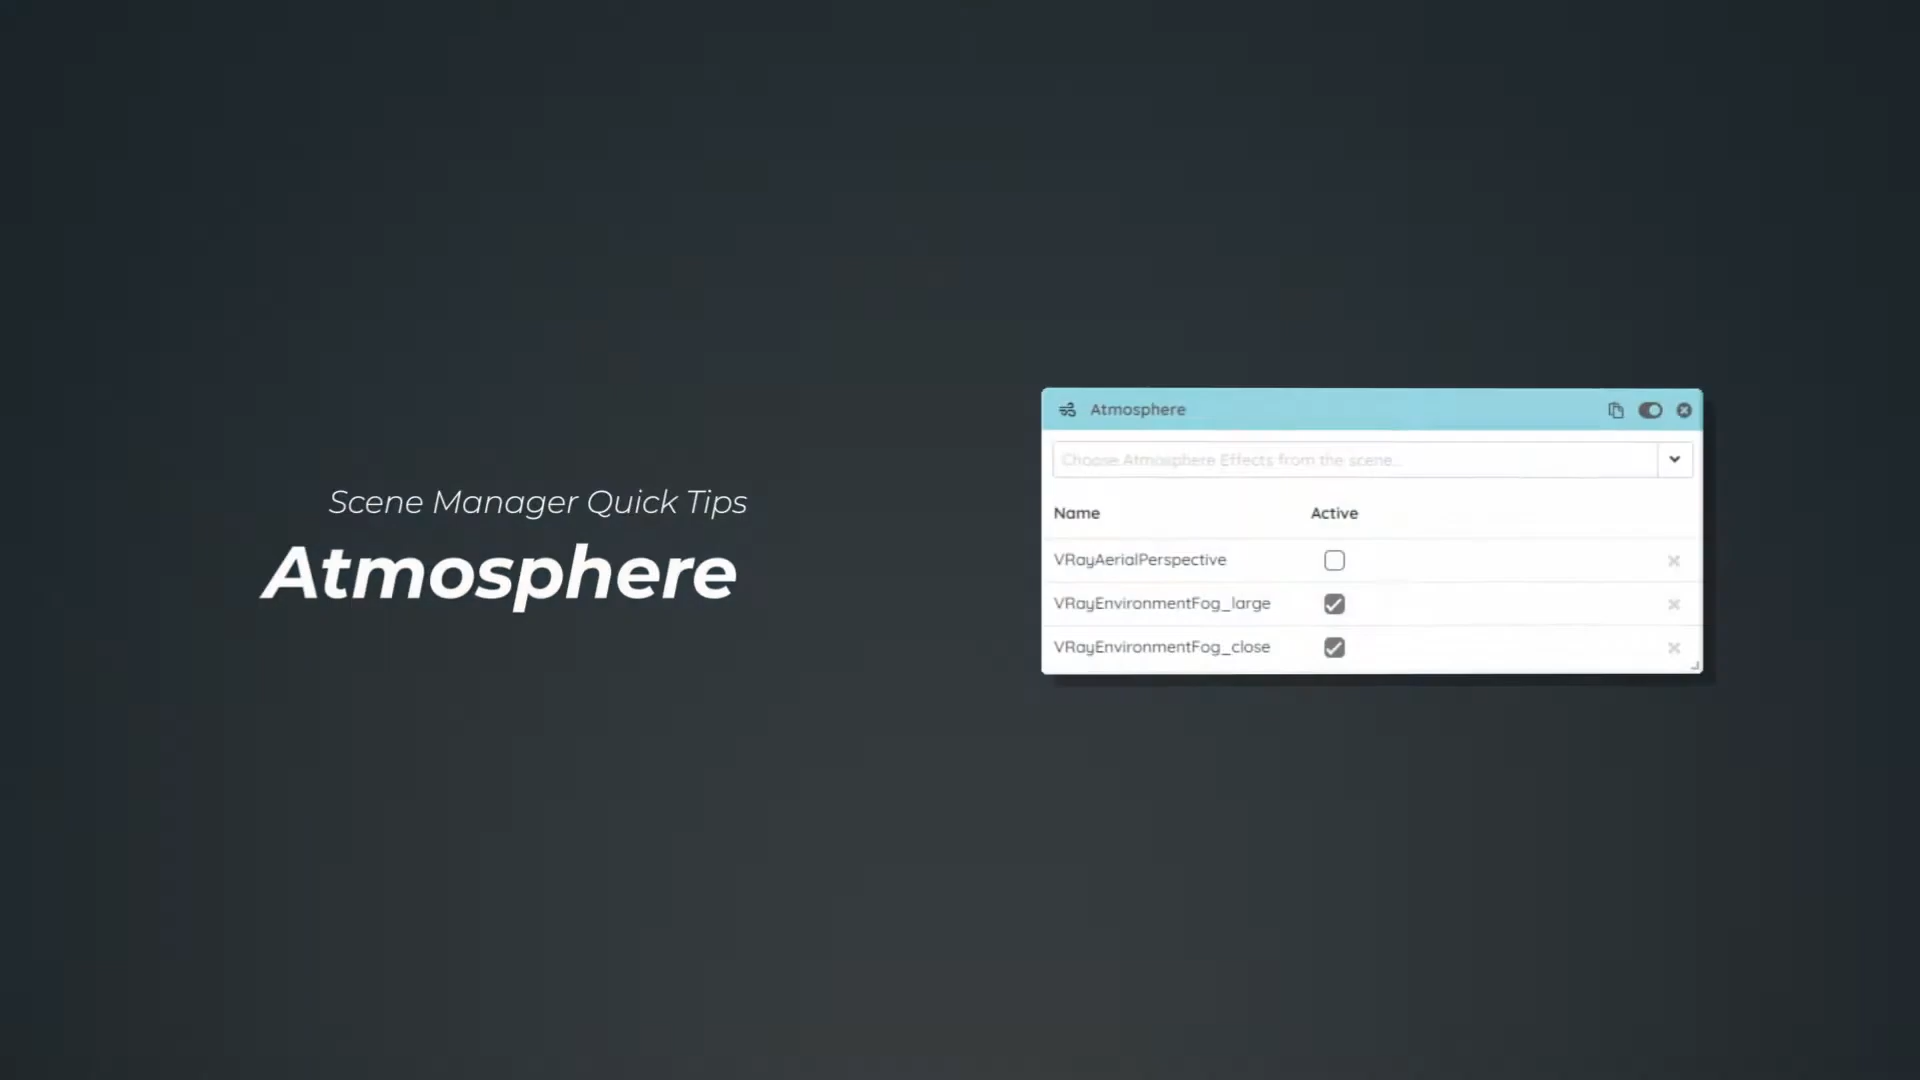 Scene Manager Quick Tips
Atmosphere
Atmosphere
Choose Atmosphere Effects from the scene...
Name Active
VRayAerialPerspective
VRayEnvironmentFog_large
VRayEnvironmentFog_close